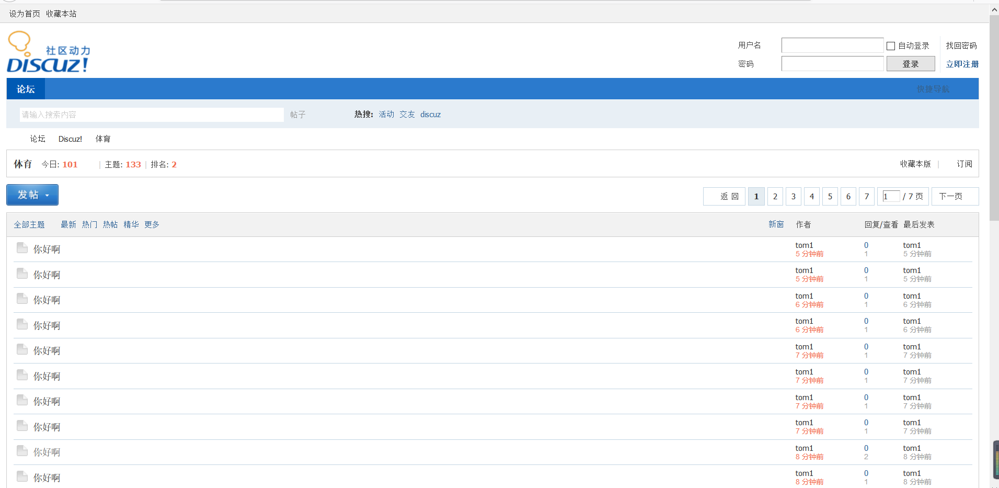 设为首页 收藏本站
社区动力
DISCUZ!
用户名 自动登录 找回密码
密码 登录 立即注册
论坛 快捷导航
请输入搜索内容 帖子 热搜: 活动 交友 discuz
论坛 Discuz! 体育
体育 今日: 101 | 主题: 133 | 排名: 2 收藏本版 | 订阅
发帖 返 回 1 2 3 4 5 6 7 1 / 7 页 下一页
全部主题 最新 热门 热帖 精华 更多 新窗 作者 回复/查看 最后发表
你好啊 tom1 0 tom1
5 分钟前 1 5 分钟前
你好啊 tom1 0 tom1
5 分钟前 1 5 分钟前
你好啊 tom1 0 tom1
6 分钟前 1 6 分钟前
你好啊 tom1 0 tom1
6 分钟前 1 6 分钟前
你好啊 tom1 0 tom1
7 分钟前 1 7 分钟前
你好啊 tom1 0 tom1
7 分钟前 1 7 分钟前
你好啊 tom1 0 tom1
7 分钟前 1 7 分钟前
你好啊 tom1 0 tom1
7 分钟前 1 7 分钟前
你好啊 tom1 0 tom1
8 分钟前 2 8 分钟前
你好啊 tom1 0 tom1
8 分钟前 1 8 分钟前